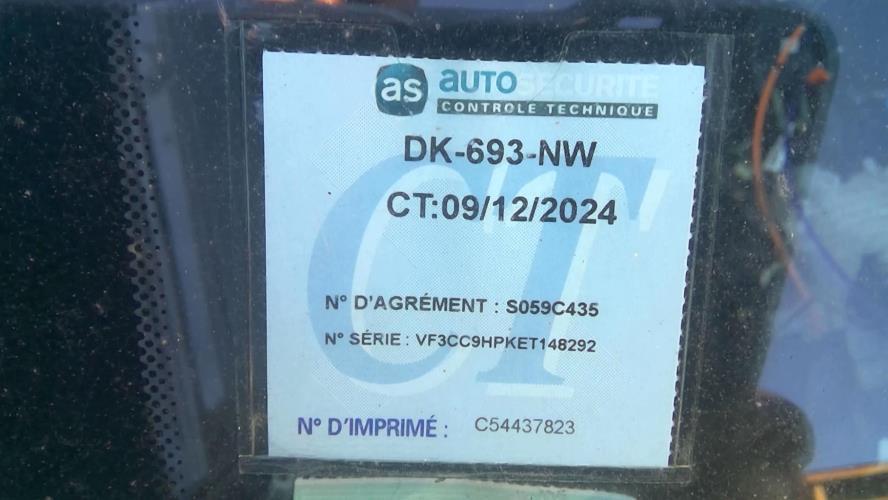 as AUTOSECURITE
CONTROLE TECHNIQUE
DK-693-NW
CT:09/12/2024
CT
N° D'AGRÉMENT : S059C435
N° SÉRIE : VF3CC9HPKET148292
N° D'IMPRIMÉ : C54437823